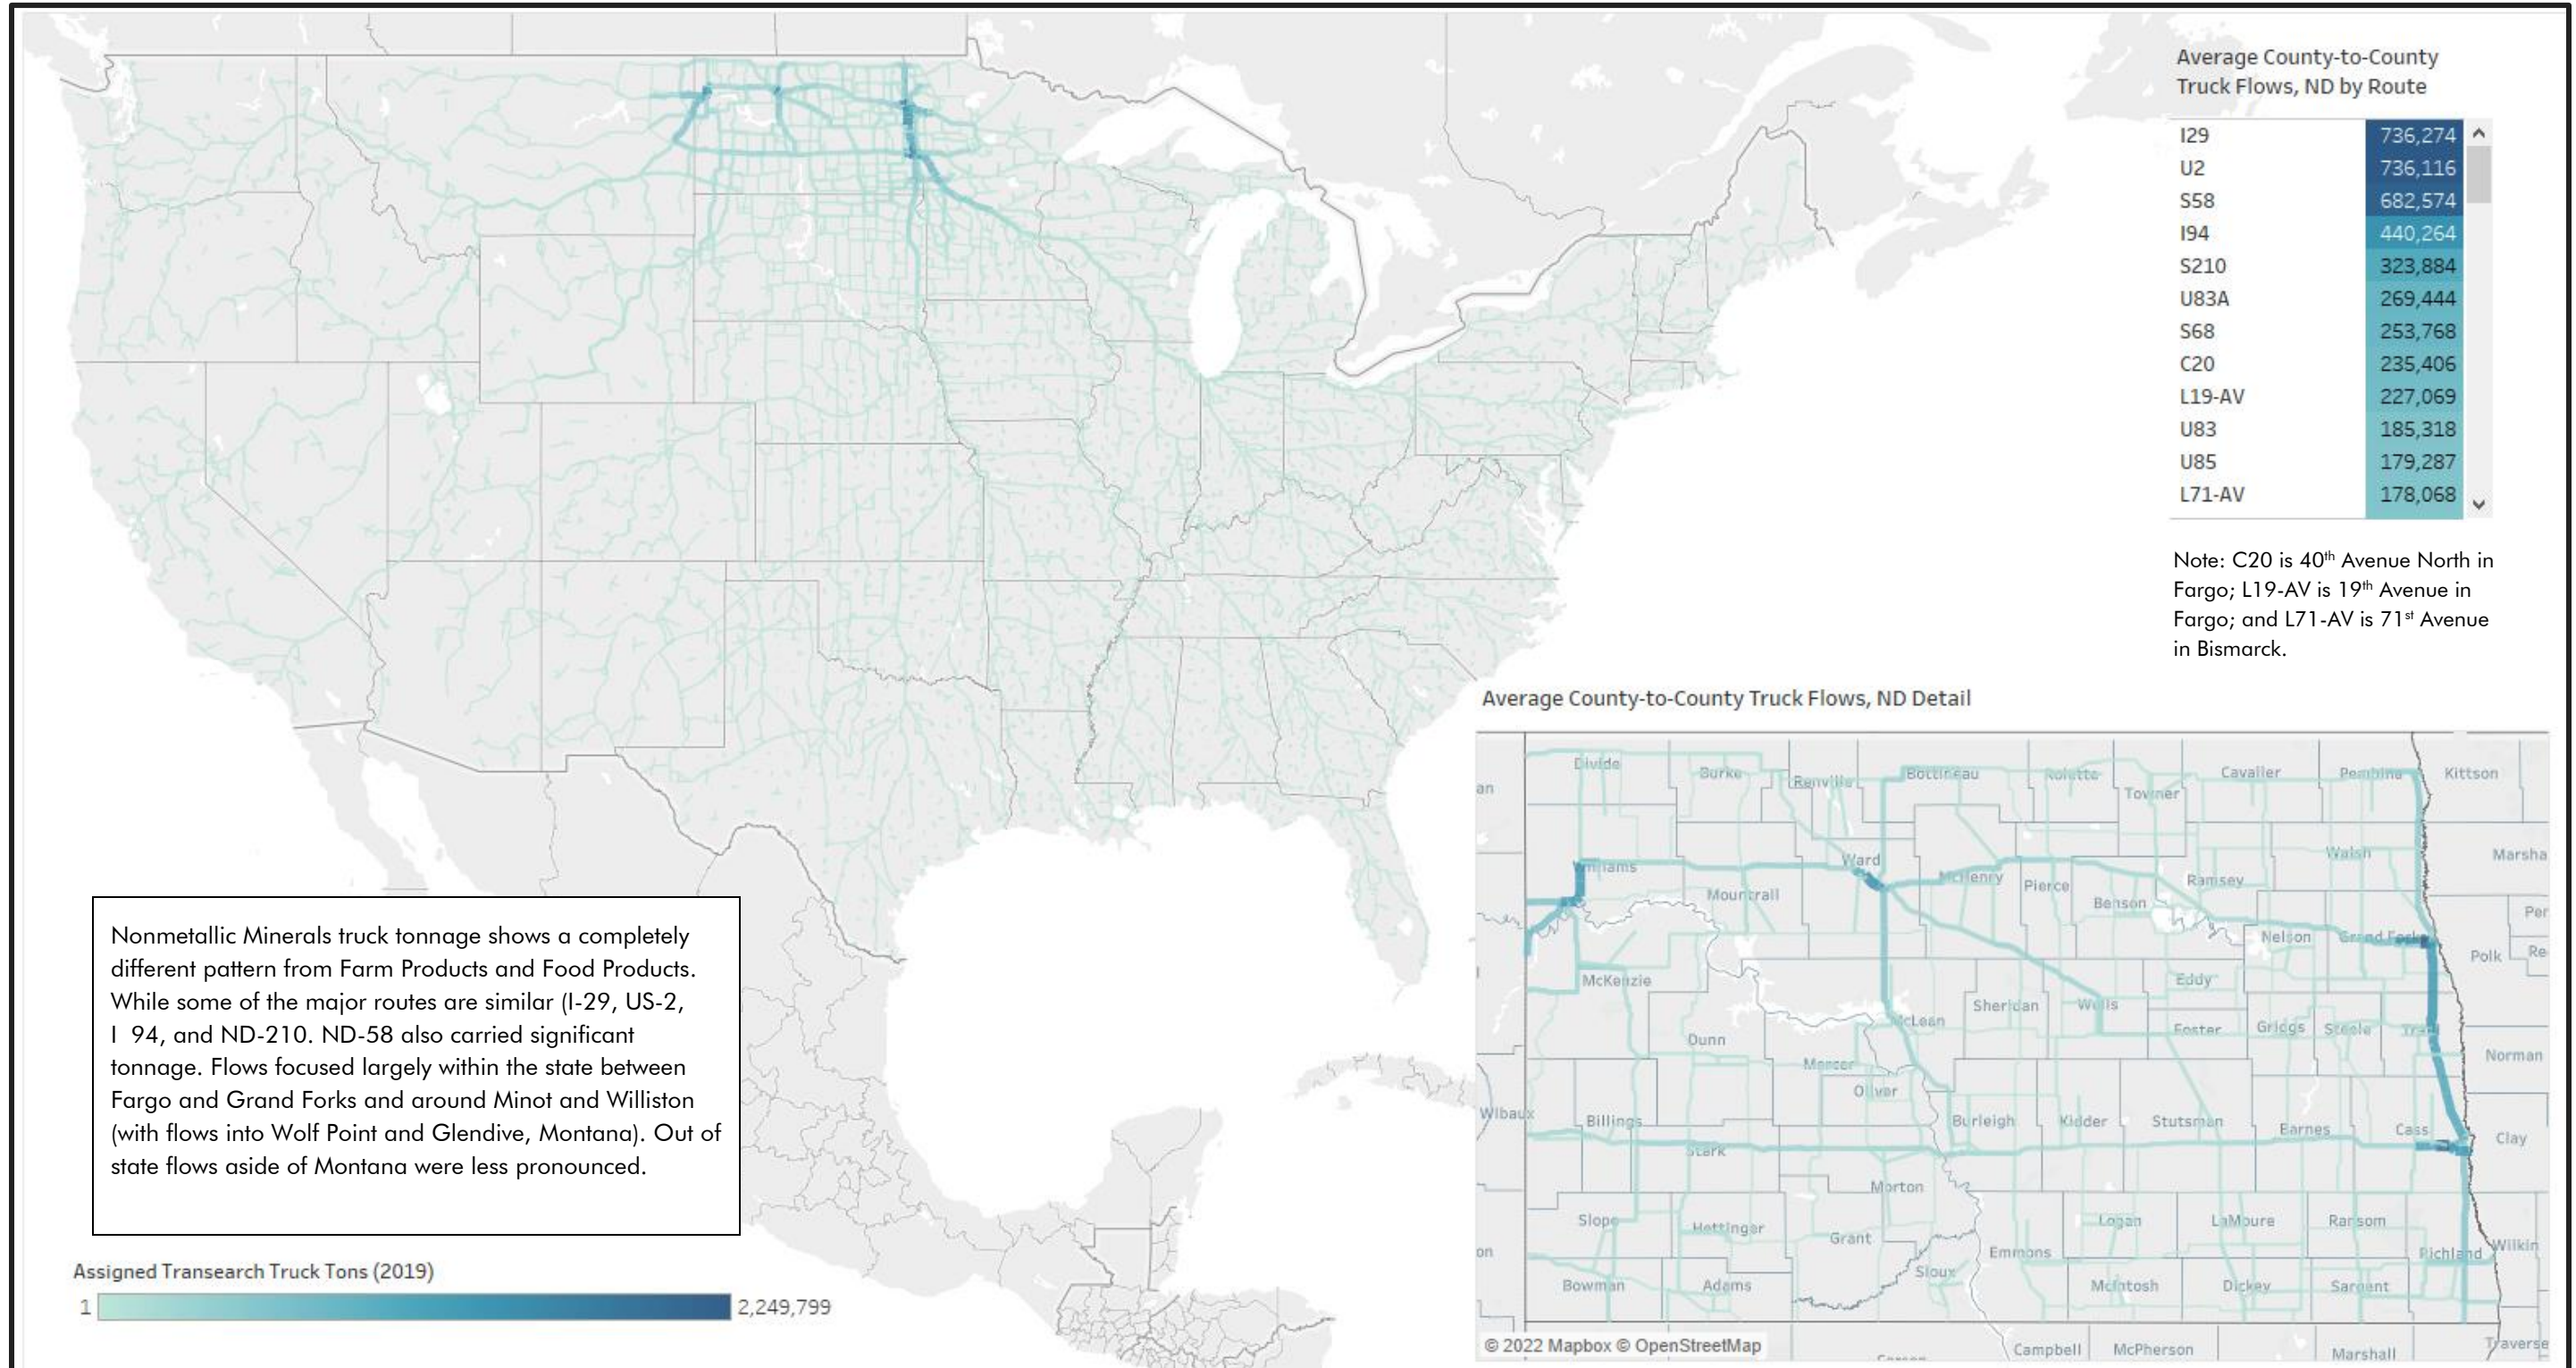 Average County-to-County
Truck Flows, ND by Route
I29 736,274
U2 736,116
S58 682,574
I94 440,264
S210 323,884
U83A 269,444
S68 253,768
C20 235,406
L19-AV 227,069
U83 185,318
U85 179,287
L71-AV 178,068
Note: C20 is 40th Avenue North in
Fargo; L19-AV is 19th Avenue in
Fargo; and L71-AV is 71st Avenue
in Bismarck.
Average County-to-County Truck Flows, ND Detail
Divide
Burke
Renville
Bottineau
Rolette
Towner
Cavalier
Pembina
Kittson
an
Williams
Mountrail
Ward
McHenry
Pierce
Benson
Ramsey
Walsh
Marsha
Per
McKenzie
Nelson
Grand Forks
Polk
Re
Dunn
McLean
Sheridan
Wells
Eddy
Foster
Griggs
Steele
Traill
Norman
Mercer
Oliver
Wibaux
Billings
Stark
Burleigh
Kidder
Stutsman
Barnes
Cass
Clay
Morton
Slope
Hettinger
Grant
Logan
LaMoure
Ransom
on
Emmons
Richland
Wilkin
Bowman
Adams
Sioux
McIntosh
Dickey
Sargent
© 2022 Mapbox © OpenStreetMap
Campbell
McPherson
Marshall
Traverse
Nonmetallic Minerals truck tonnage shows a completely
different pattern from Farm Products and Food Products.
While some of the major routes are similar (I-29, US-2,
I 94, and ND-210. ND-58 also carried significant
tonnage. Flows focused largely within the state between
Fargo and Grand Forks and around Minot and Williston
(with flows into Wolf Point and Glendive, Montana). Out of
state flows aside of Montana were less pronounced.
Assigned Transearch Truck Tons (2019)
1 2,249,799